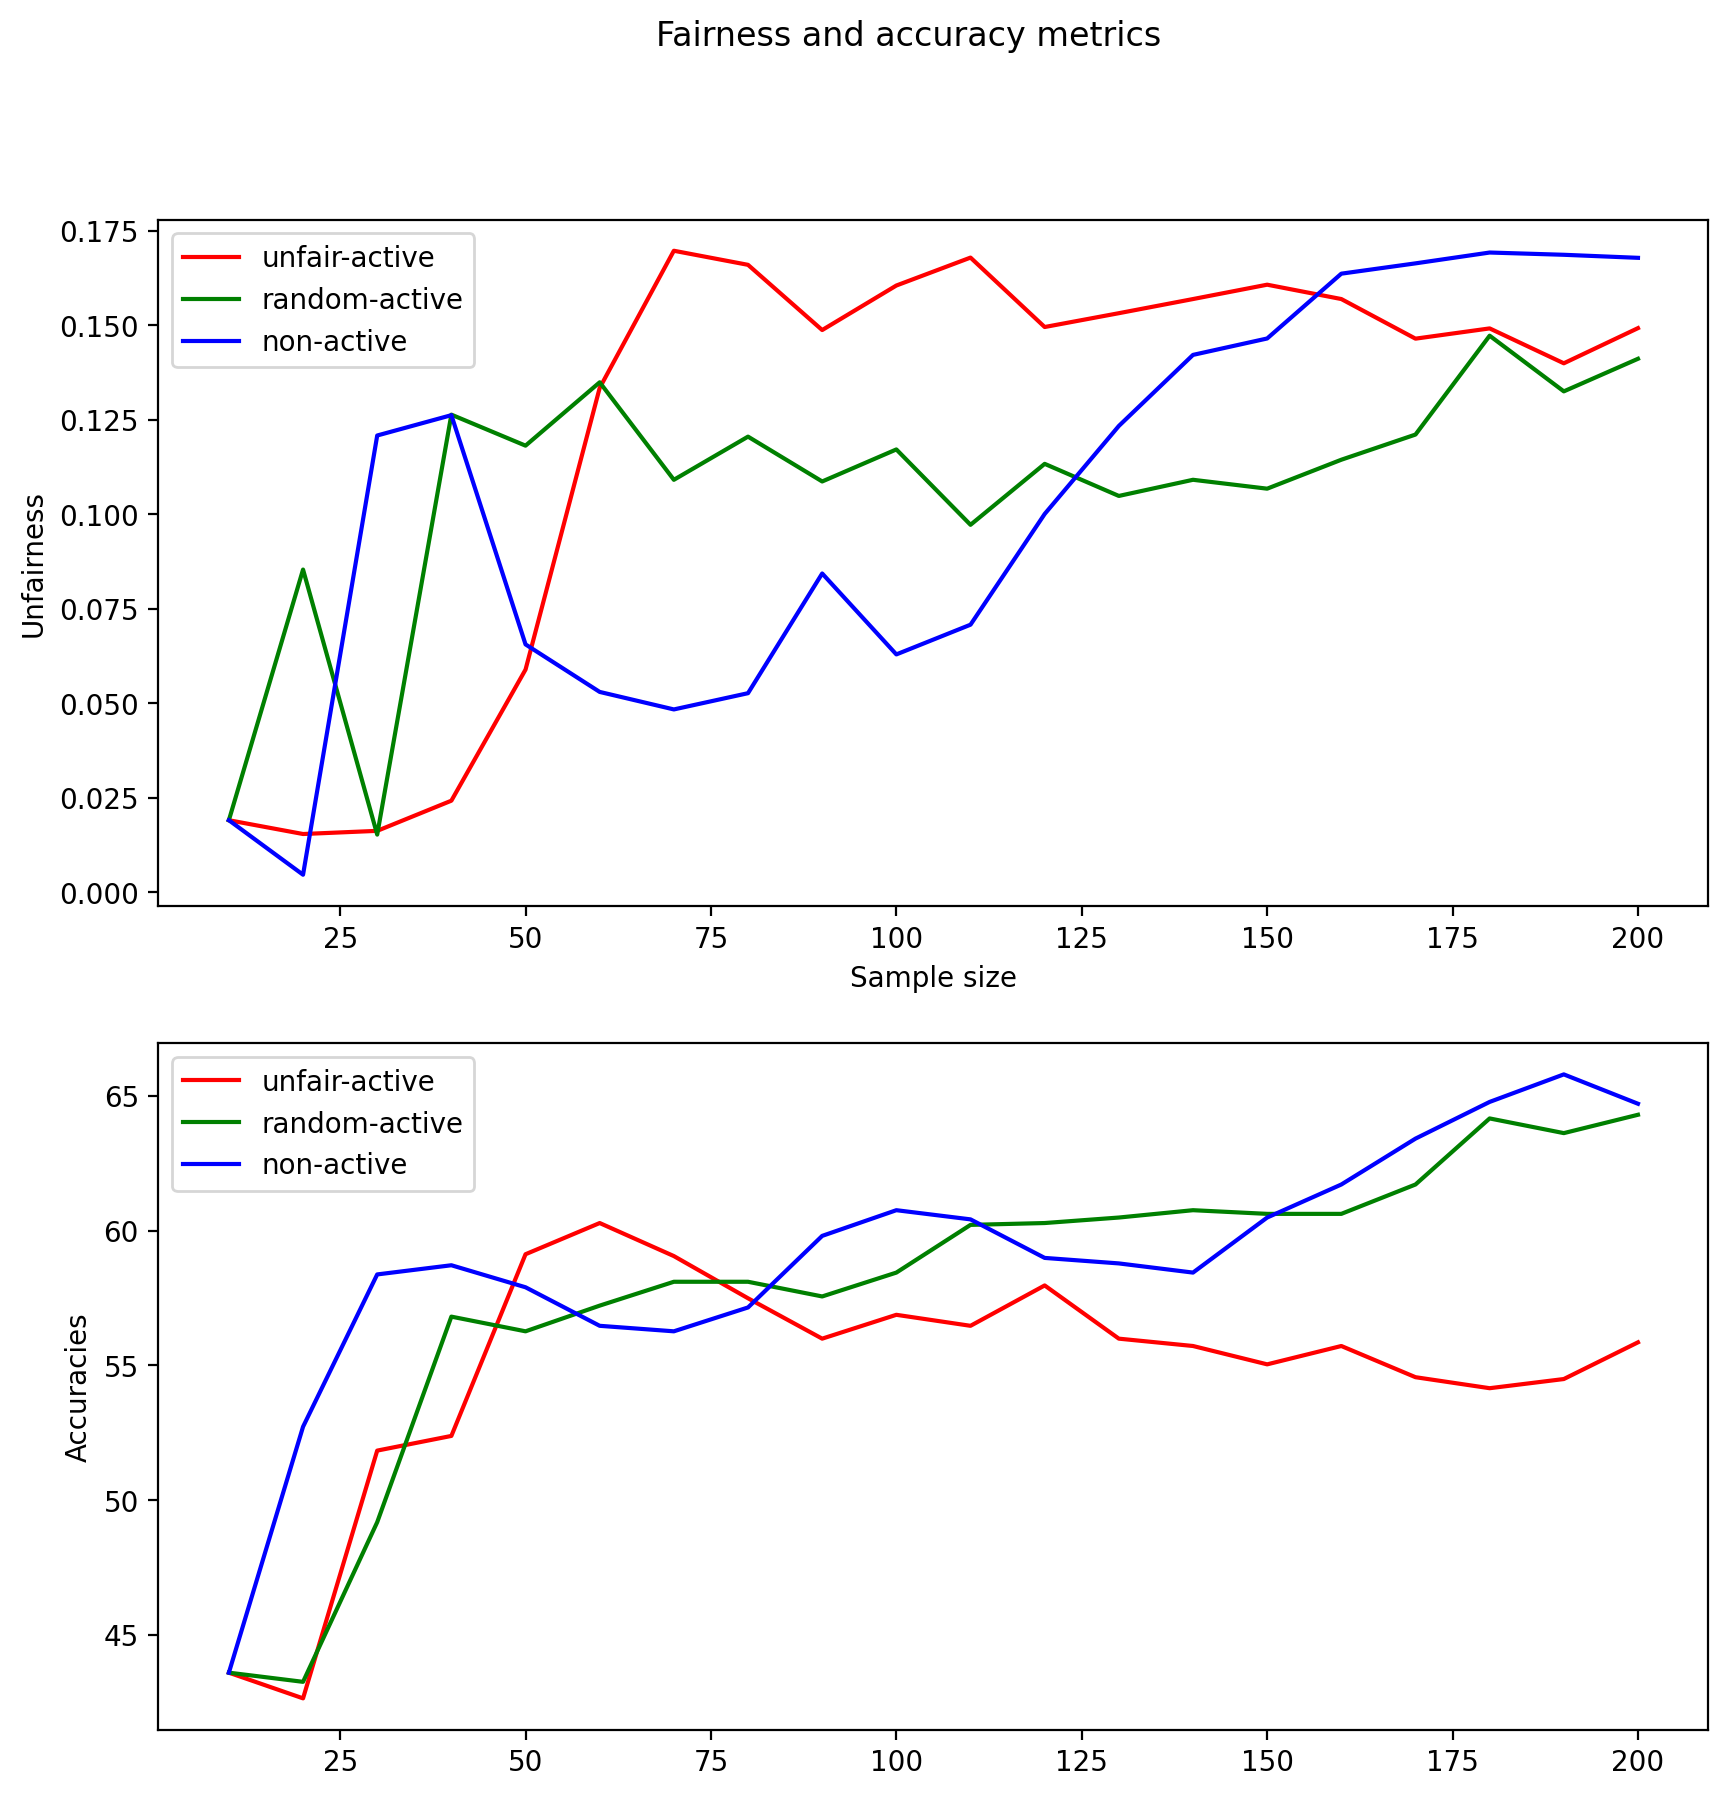 Fairness and accuracy metrics
0.175
0.150
0.125
0.100
0.075
0.050
0.025
0.000
Unfairness
unfair-active
random-active
non-active
25 50 75 100 125 150 175 200
Sample size
65
60
55
50
45
Accuracies
unfair-active
random-active
non-active
25 50 75 100 125 150 175 200